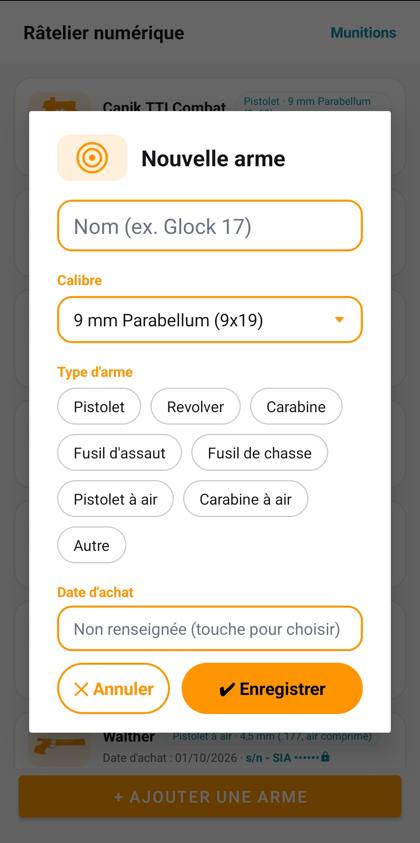 Râtelier numérique
Munitions
Canik TTI Combat
Pistolet · 9 mm Parabellum
Nouvelle arme
Nom (ex. Glock 17)
Calibre
9 mm Parabellum (9x19)
Type d'arme
Pistolet
Revolver
Carabine
Fusil d'assaut
Fusil de chasse
Pistolet à air
Carabine à air
Autre
Date d'achat
Non renseignée (touche pour choisir)
Annuler
✔ Enregistrer
Walther
Pistolet à air · 4,5 mm (.177, air comprimé)
Date d'achat : 01/10/2026 · s/n - SIA ••••••
+ AJOUTER UNE ARME